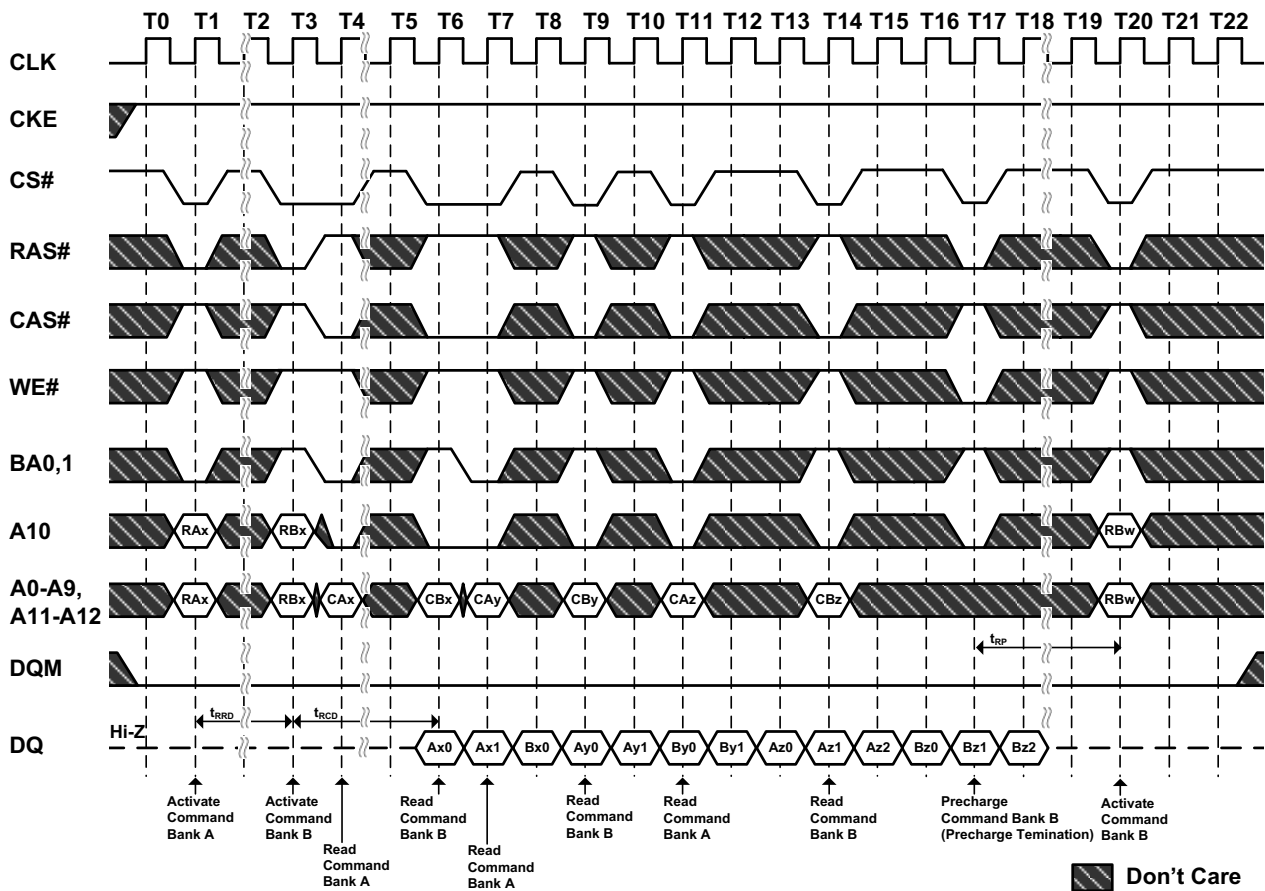 T0 T1 T2 T3 T4 T5 T6 T7 T8 T9 T10 T11 T12 T13 T14 T15 T16 T17 T18 T19 T20 T21 T22
CLK
CKE
CS#
RAS#
CAS#
WE#
BA0,1
A10
RAx RBx RBw
A0-A9,
A11-A12
RAx RBx CAx CBx CAy CBy CAz CBz RBw
tRP
DQM
tRRD tRCD
Hi-Z
DQ
Ax0 Ax1 Bx0 Ay0 Ay1 By0 By1 Az0 Az1 Az2 Bz0 Bz1 Bz2
Activate
Command
Bank A
Activate
Command
Bank B
Read
Command
Bank A
Read
Command
Bank B
Read
Command
Bank A
Read
Command
Bank B
Read
Command
Bank A
Read
Command
Bank B
Precharge
Command Bank B
(Precharge Temination)
Activate
Command
Bank B
Don't Care